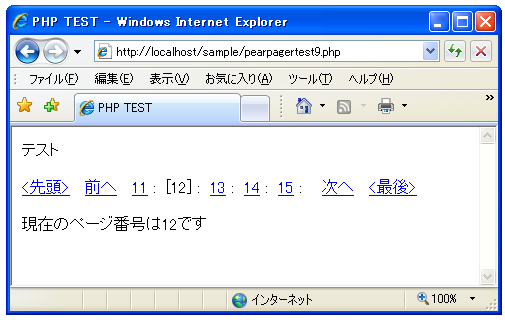 PHP TEST - Windows Internet Explorer
http://localhost/sample/pearpagertest9.php
ファイル(F) 編集(E) 表示(V) お気に入り(A) ツール(T) ヘルプ(H)
PHP TEST »
テスト
<先頭> 前へ 11 : [12] : 13 : 14 : 15 : 次へ <最後>
現在のページ番号は12です
インターネット 100%